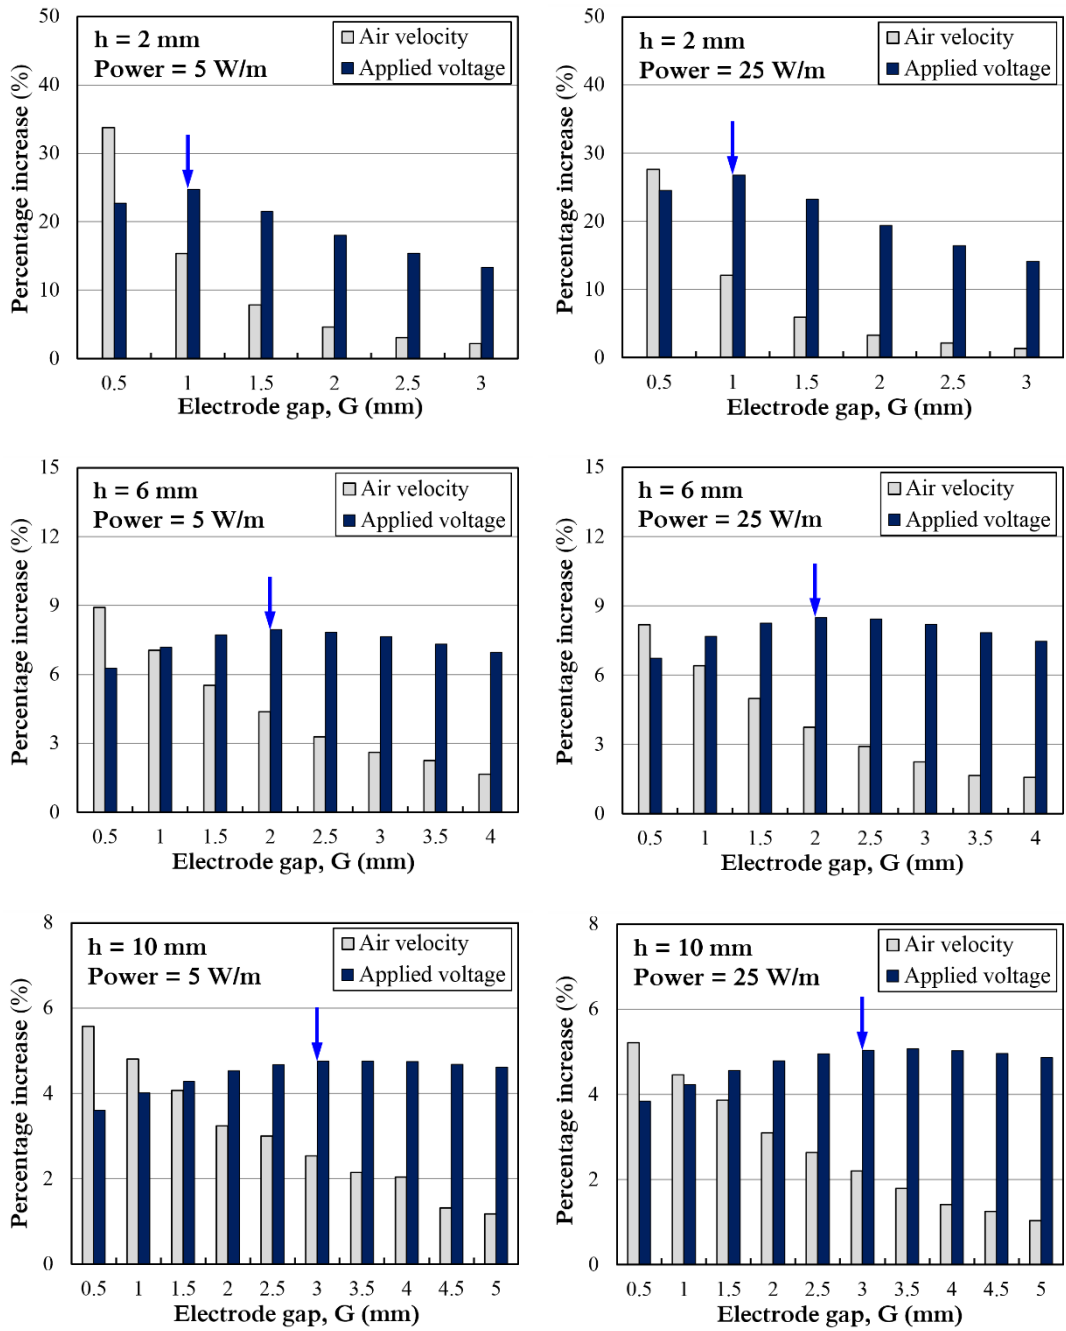 50
40
30
20
10
0
Percentage increase (%)
h = 2 mm
Power = 5 W/m
Air velocity
Applied voltage
0.5 1 1.5 2 2.5 3
Electrode gap, G (mm)
50
40
30
20
10
0
Percentage increase (%)
h = 2 mm
Power = 25 W/m
Air velocity
Applied voltage
0.5 1 1.5 2 2.5 3
Electrode gap, G (mm)
15
12
9
6
3
0
Percentage increase (%)
h = 6 mm
Power = 5 W/m
Air velocity
Applied voltage
0.5 1 1.5 2 2.5 3 3.5 4
Electrode gap, G (mm)
15
12
9
6
3
0
Percentage increase (%)
h = 6 mm
Power = 25 W/m
Air velocity
Applied voltage
0.5 1 1.5 2 2.5 3 3.5 4
Electrode gap, G (mm)
8
6
4
2
0
Percentage increase (%)
h = 10 mm
Power = 5 W/m
Air velocity
Applied voltage
0.5 1 1.5 2 2.5 3 3.5 4 4.5 5
Electrode gap, G (mm)
8
6
4
2
0
Percentage increase (%)
h = 10 mm
Power = 25 W/m
Air velocity
Applied voltage
0.5 1 1.5 2 2.5 3 3.5 4 4.5 5
Electrode gap, G (mm)